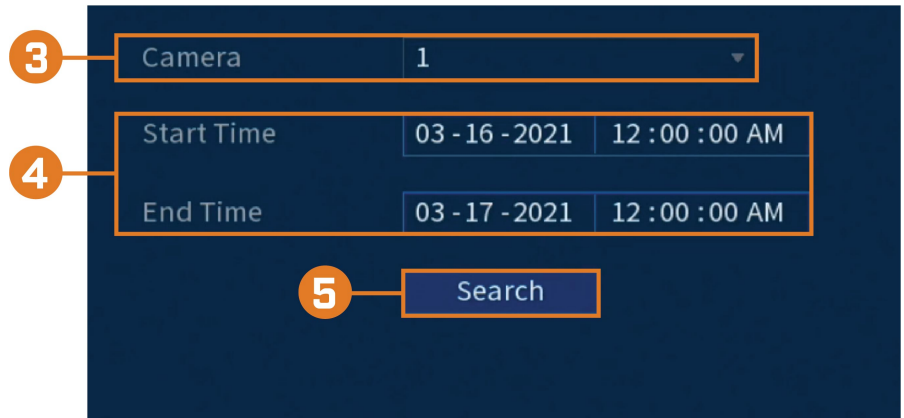 3 Camera 1
Start Time 03 - 16 - 2021 12 : 00 : 00 AM
4
End Time 03 - 17 - 2021 12 : 00 : 00 AM
5 Search